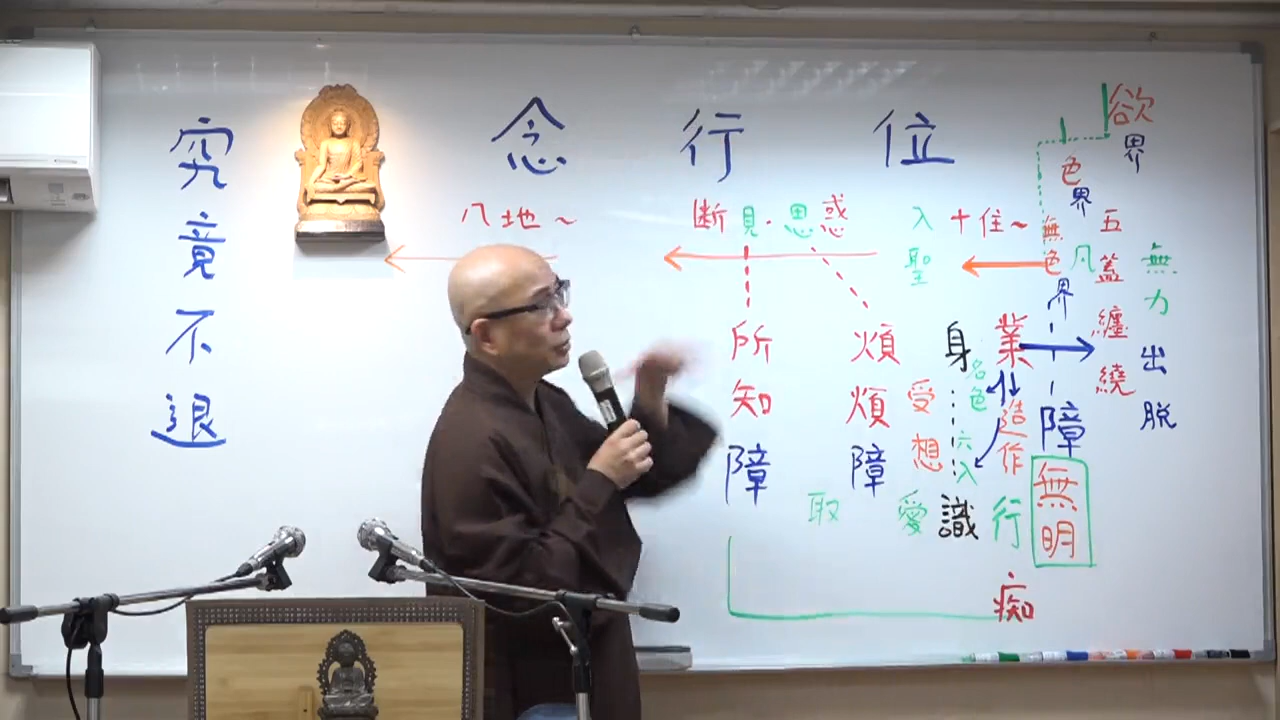 欲界
色界
無色界
無力出脫
五蓋纏繞
凡
障
無明
位
行
念
究竟不退
十住~
入聖
斷見·思惑
八地~
業
造作
行
痴
身
識
名色
六入
受想
愛
取
煩煩障
所知障